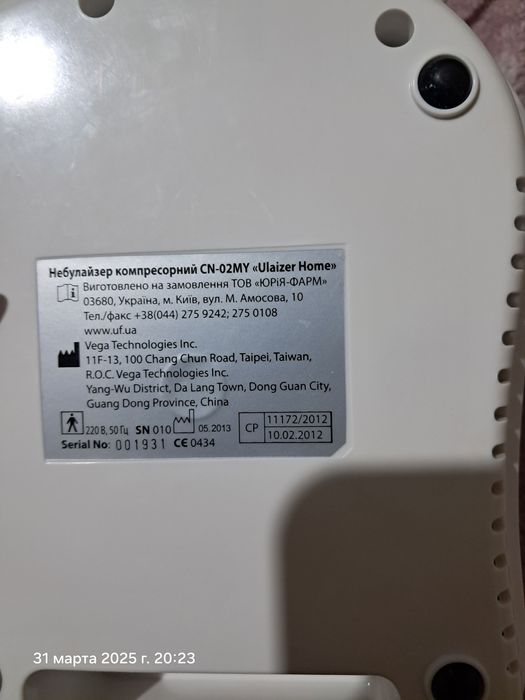 Небулайзер компресорний CN-02MY «Ulaizer Home»
Виготовлено на замовлення ТОВ «ЮРІЯ-ФАРМ»
03680, Україна, м. Київ, вул. М. Амосова, 10
Тел./факс +38(044) 275 9242; 275 0108
www.uf.ua
Vega Technologies Inc.
11F-13, 100 Chang Chun Road, Taipei, Taiwan,
R.O.C. Vega Technologies Inc.
Yang-Wu District, Da Lang Town, Dong Guan City,
Guang Dong Province, China
220 В, 50 Гц SN 010 05.2013 СР 11172/2012
10.02.2012
Serial No: 001931 CE 0434
31 марта 2025 г. 20:23